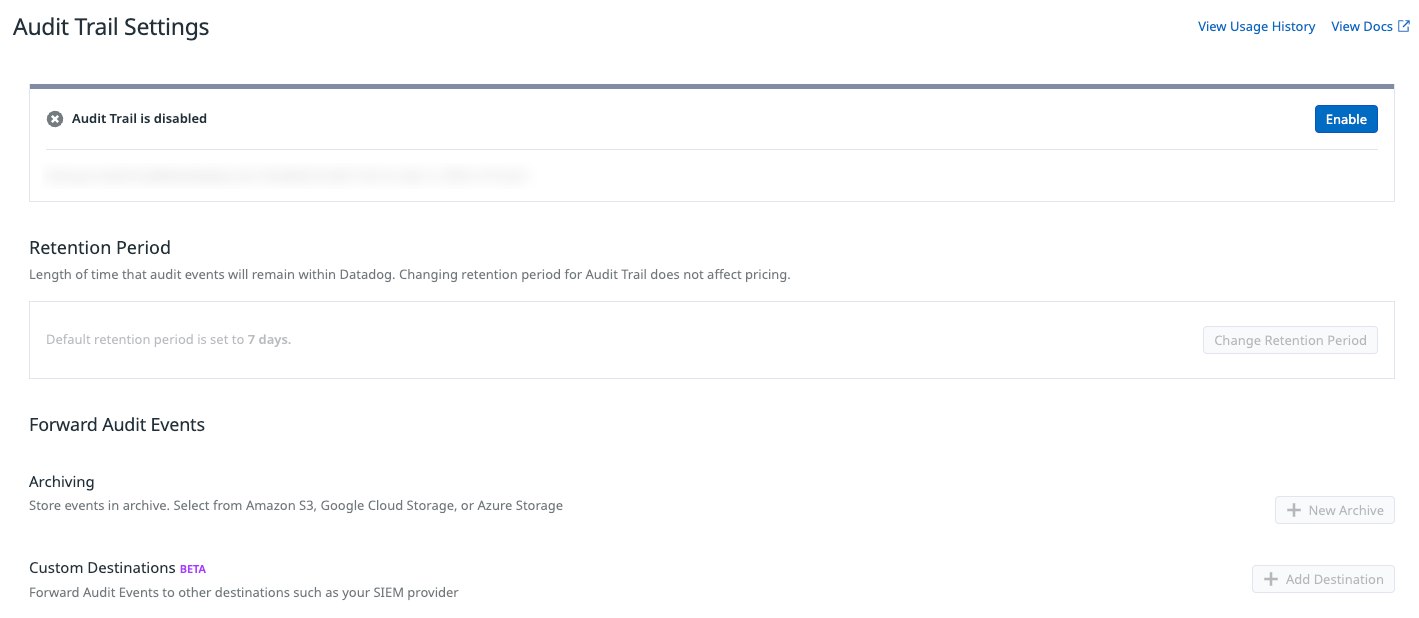 Audit Trail Settings
View Usage History View Docs
Audit Trail is disabled
Enable
Retention Period
Length of time that audit events will remain within Datadog. Changing retention period for Audit Trail does not affect pricing.
Default retention period is set to 7 days.
Change Retention Period
Forward Audit Events
Archiving
Store events in archive. Select from Amazon S3, Google Cloud Storage, or Azure Storage
New Archive
Custom Destinations BETA
Forward Audit Events to other destinations such as your SIEM provider
Add Destination